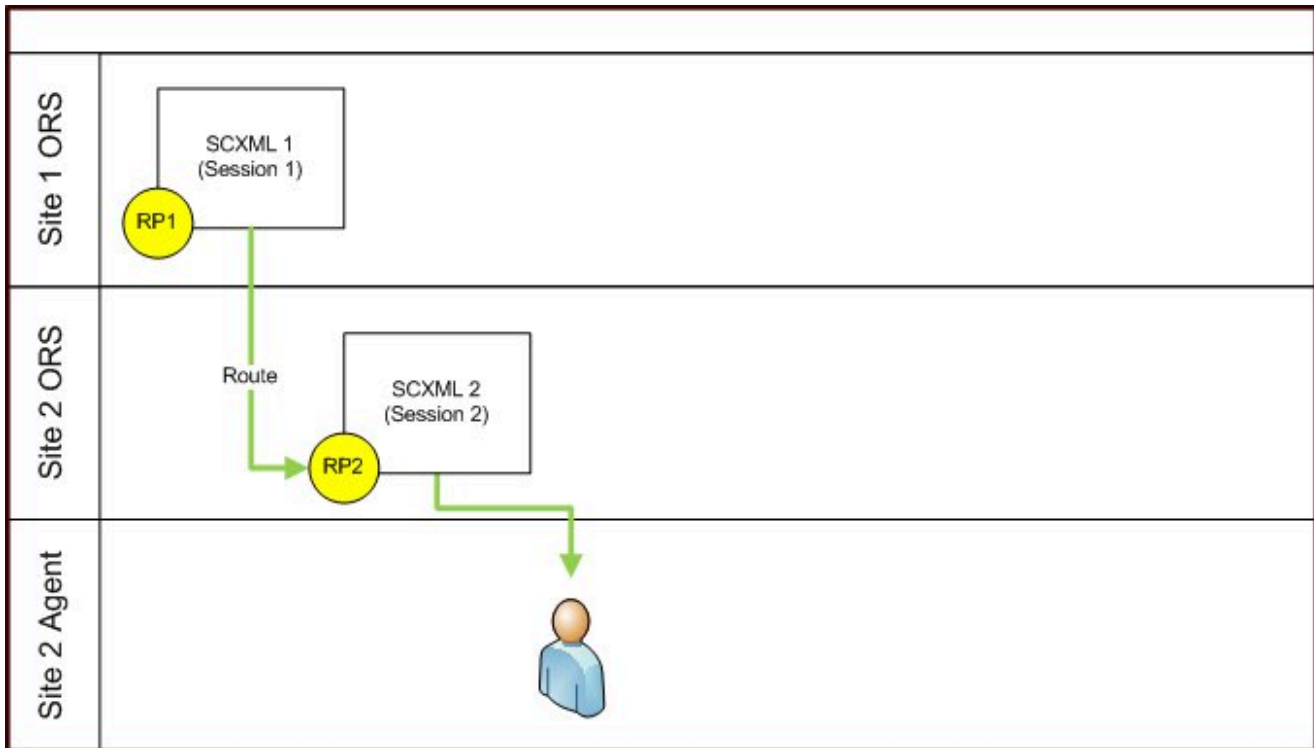 Site 1 ORS
SCXML 1
(Session 1)
RP1
Site 2 ORS
Route
SCXML 2
(Session 2)
RP2
Site 2 Agent